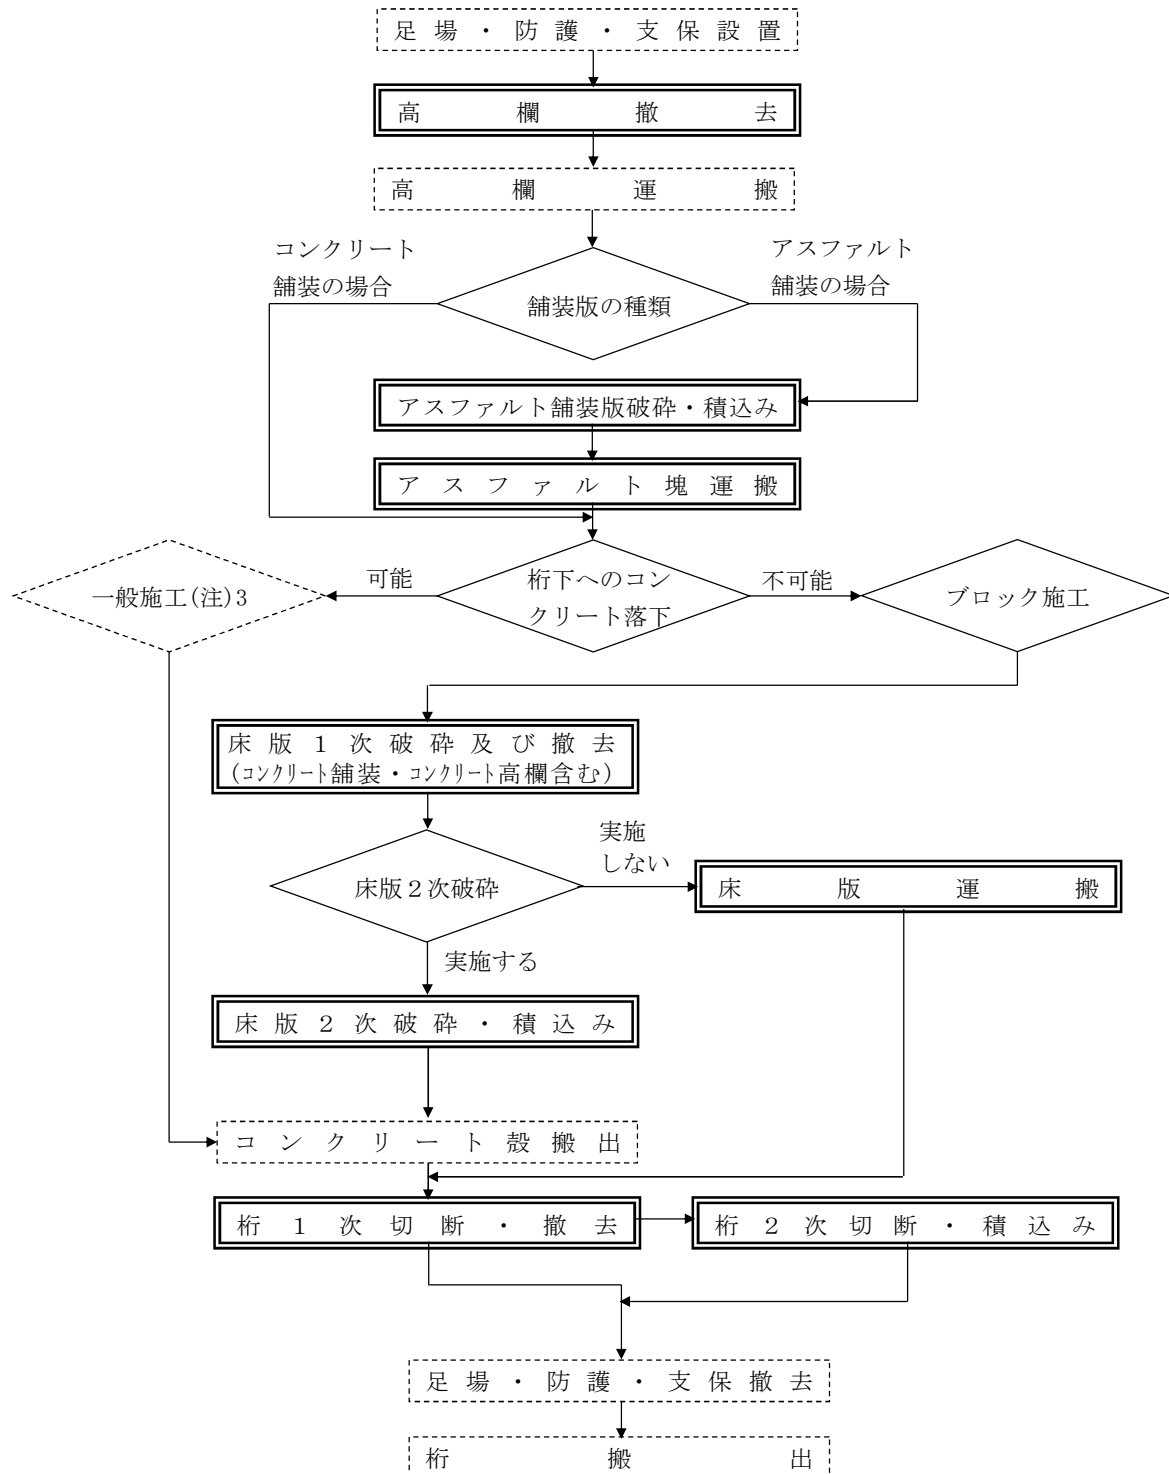 足場・防護・支保設置
高欄撤去
高欄運搬
コンクリート
舗装の場合
アスファルト
舗装の場合
舗装版の種類
アスファルト舗装版破砕・積込み
アスファルト塊運搬
一般施工(注)3
可能
桁下へのコン
クリート落下
不可能
ブロック施工
床版1次破砕及び撤去
(ｺﾝｸﾘｰﾄ舗装・ｺﾝｸﾘｰﾄ高欄含む)
実施
しない
床版2次破砕
床版運搬
実施する
床版2次破砕・積込み
コンクリート殻搬出
桁1次切断・撤去
桁2次切断・積込み
足場・防護・支保撤去
桁搬出